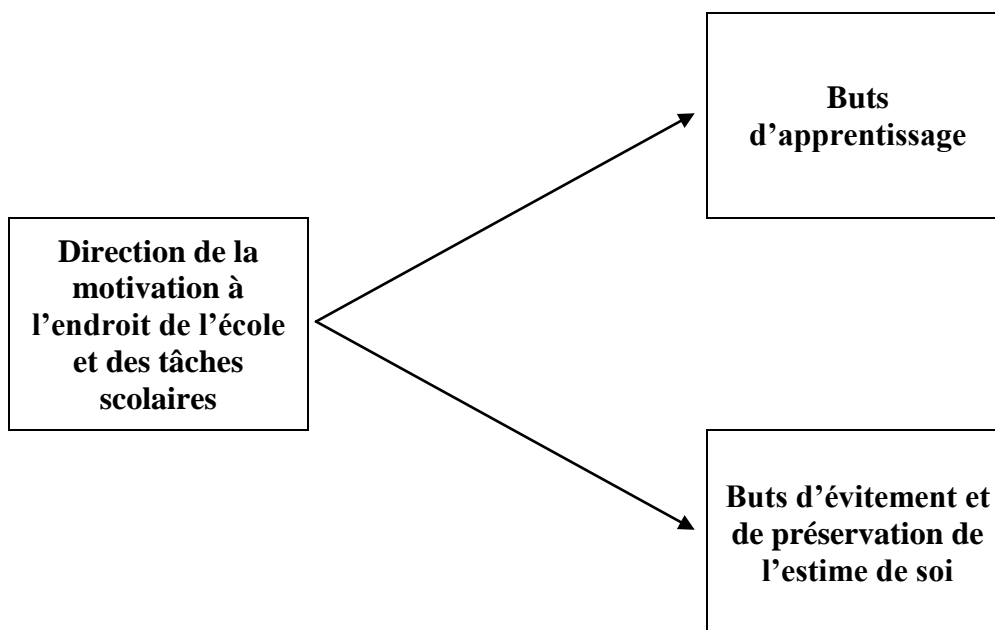 Buts
d’apprentissage
Direction de la
motivation à
l’endroit de l’école
et des tâches
scolaires
Buts d’évitement et
de préservation de
l’estime de soi